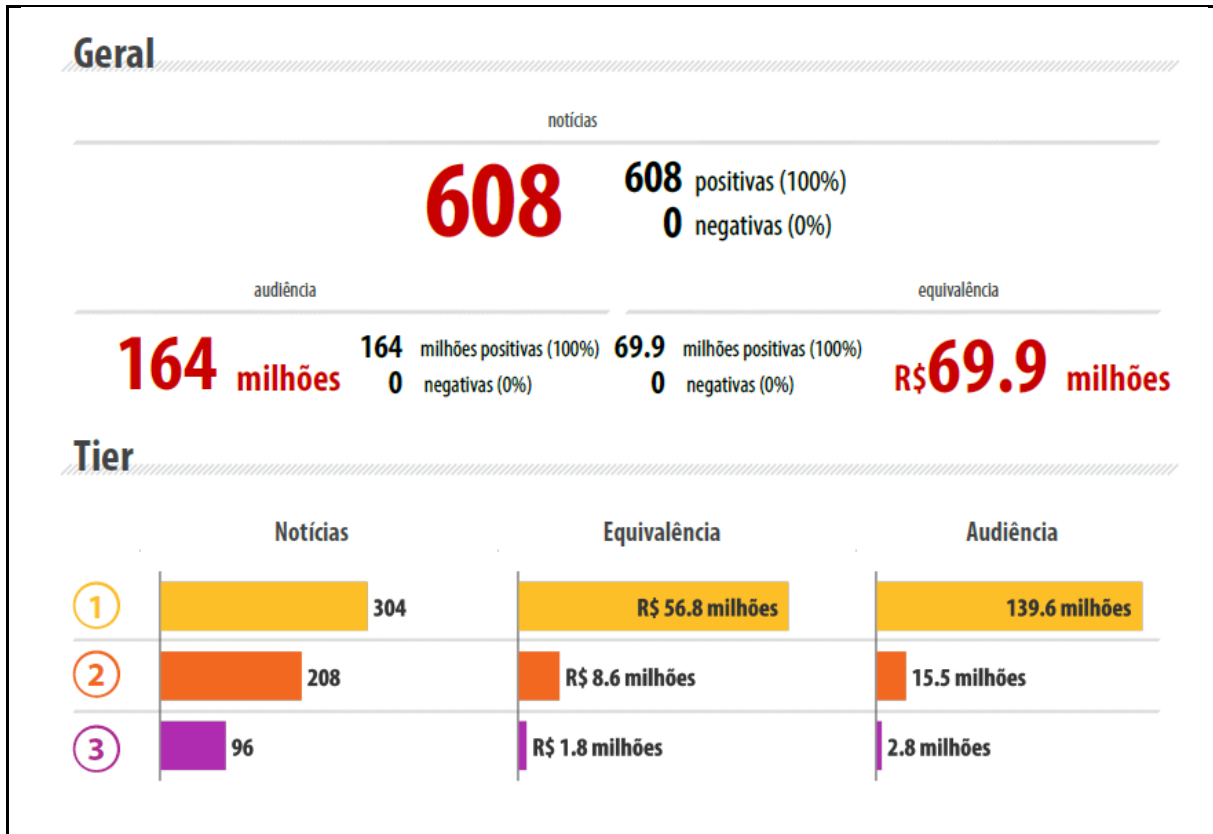 Geral
notícias
608
608 positivas (100%)
0 negativas (0%)
audiência
equivalência
164 milhões
164 milhões positivas (100%)
0 negativas (0%)
69.9 milhões positivas (100%)
0 negativas (0%)
R$69.9 milhões
Tier
Notícias Equivalência Audiência
1 304 R$ 56.8 milhões 139.6 milhões
2 208 R$ 8.6 milhões 15.5 milhões
3 96 R$ 1.8 milhões 2.8 milhões